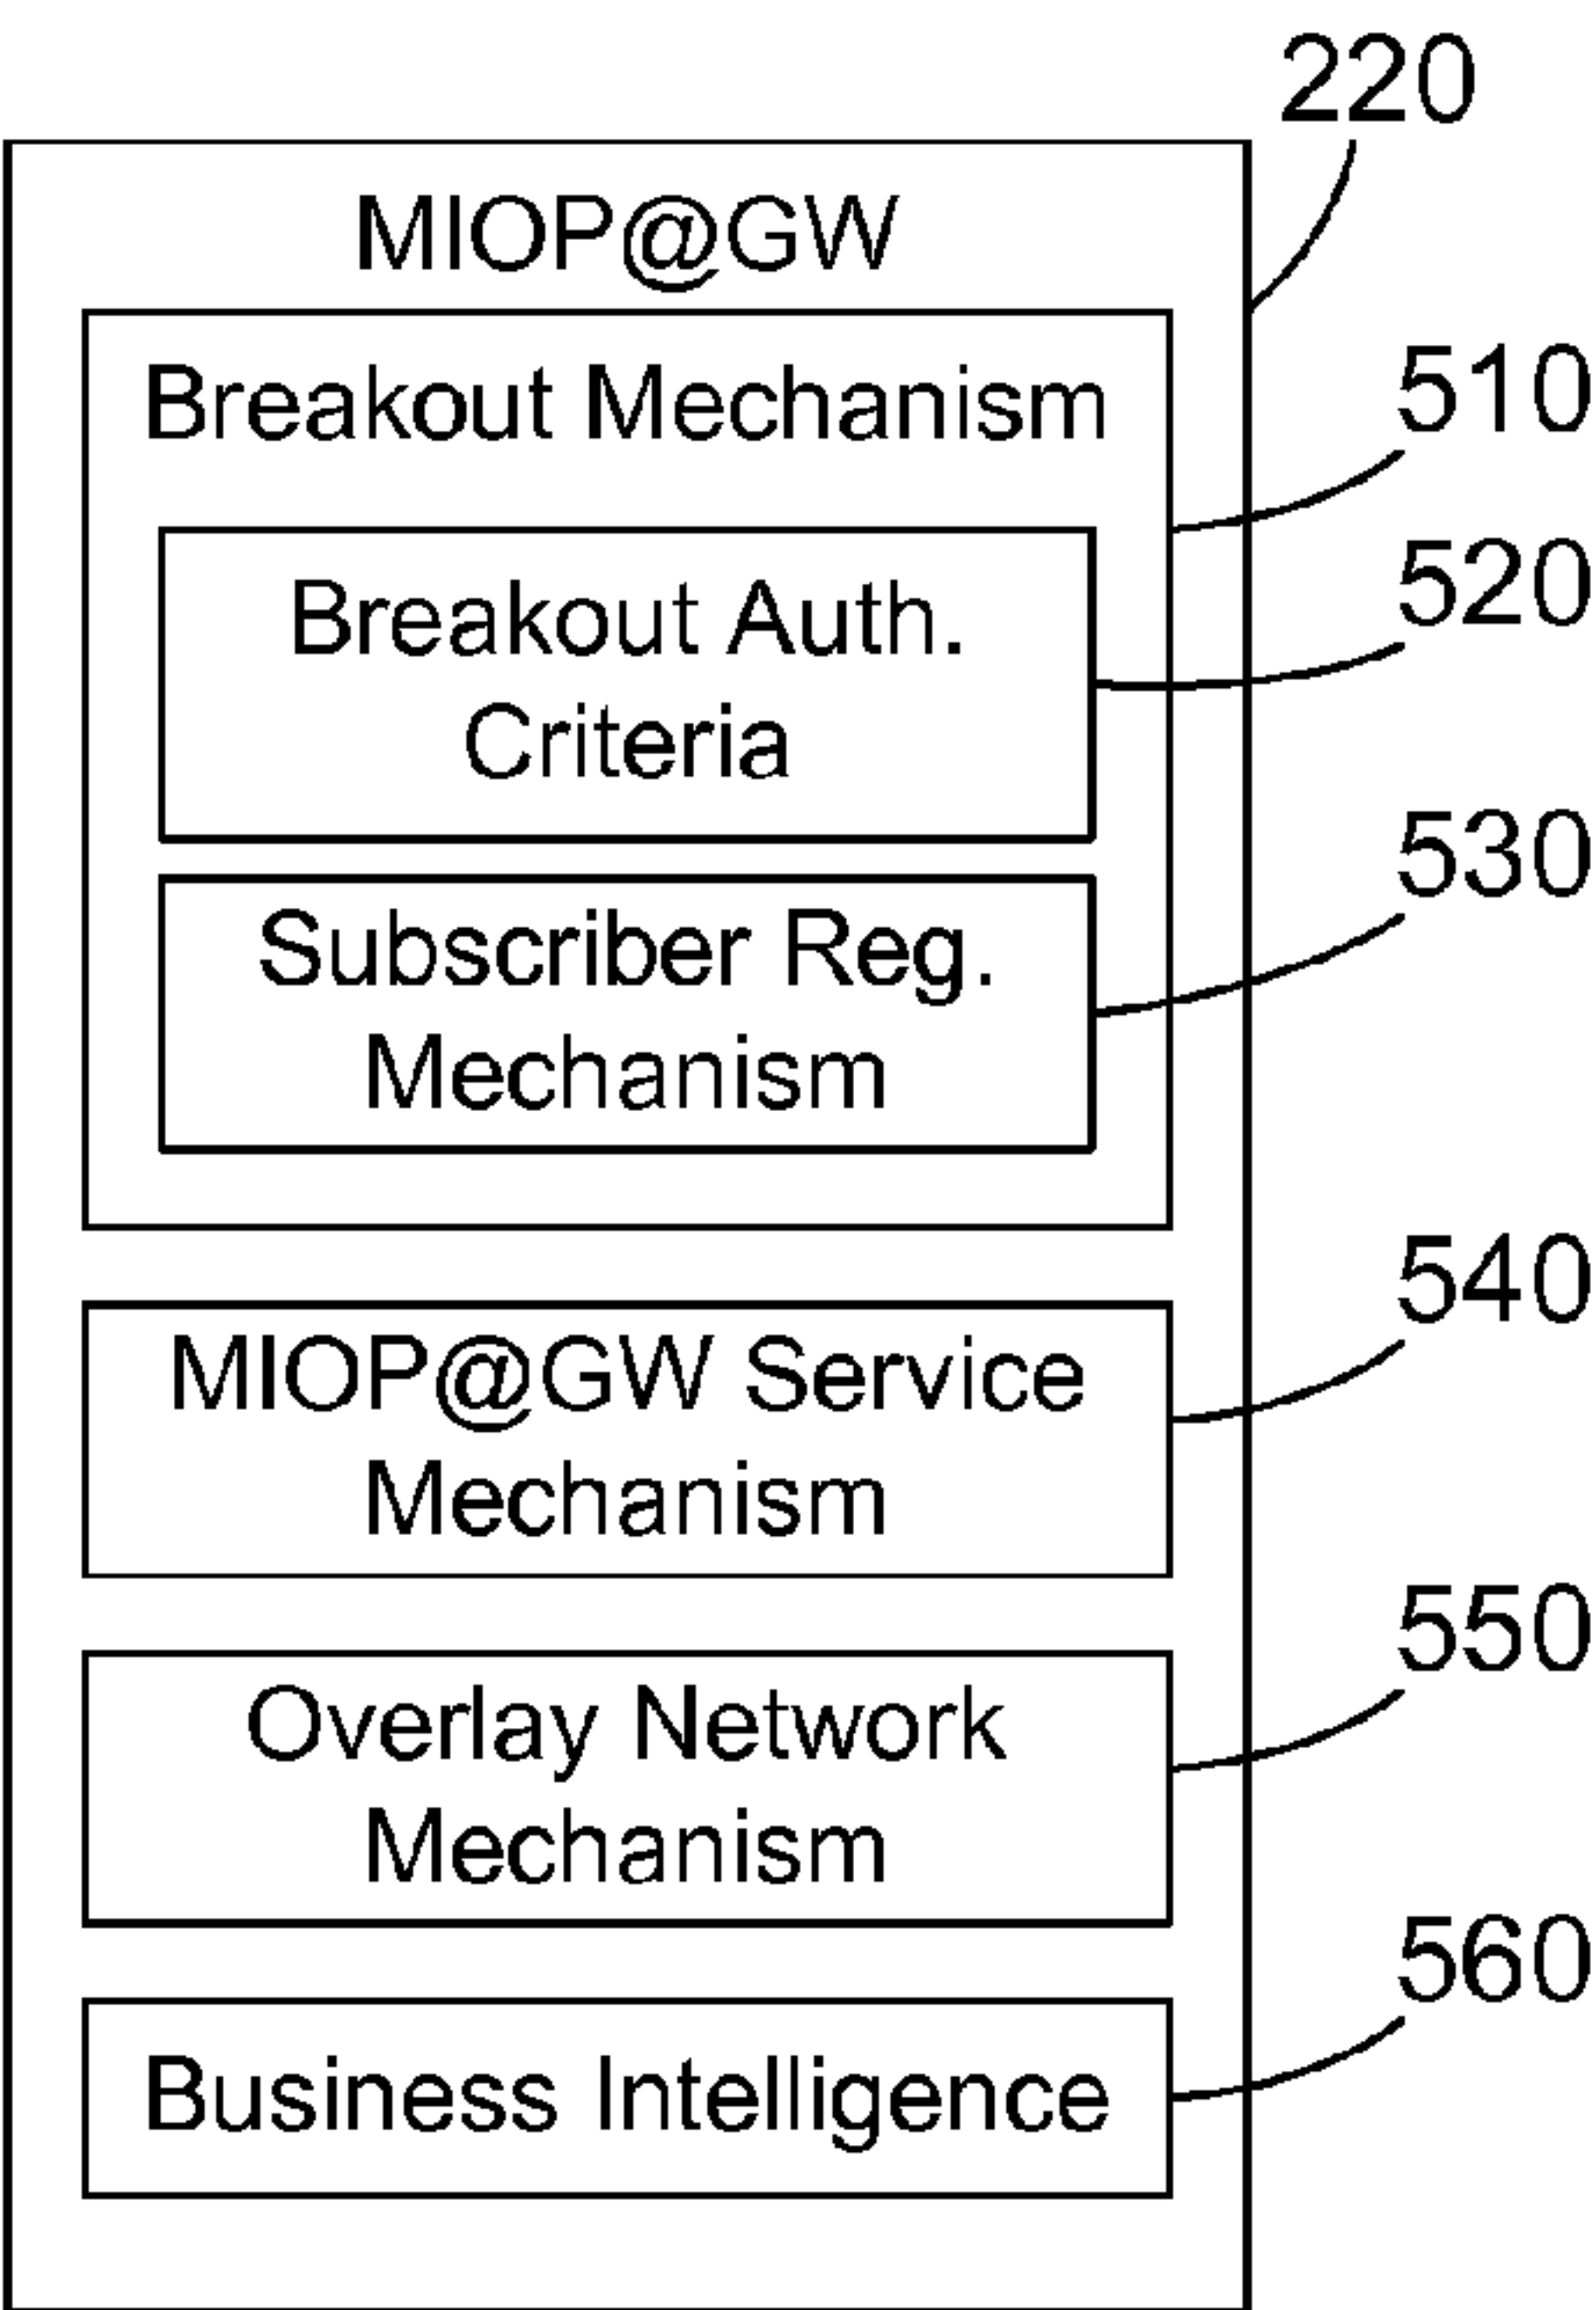 220
MIOP@GW
Breakout Mechanism
510
Breakout Auth.
Criteria
520
Subscriber Reg.
Mechanism
530
MIOP@GW Service
Mechanism
540
Overlay Network
Mechanism
550
Business Intelligence
560